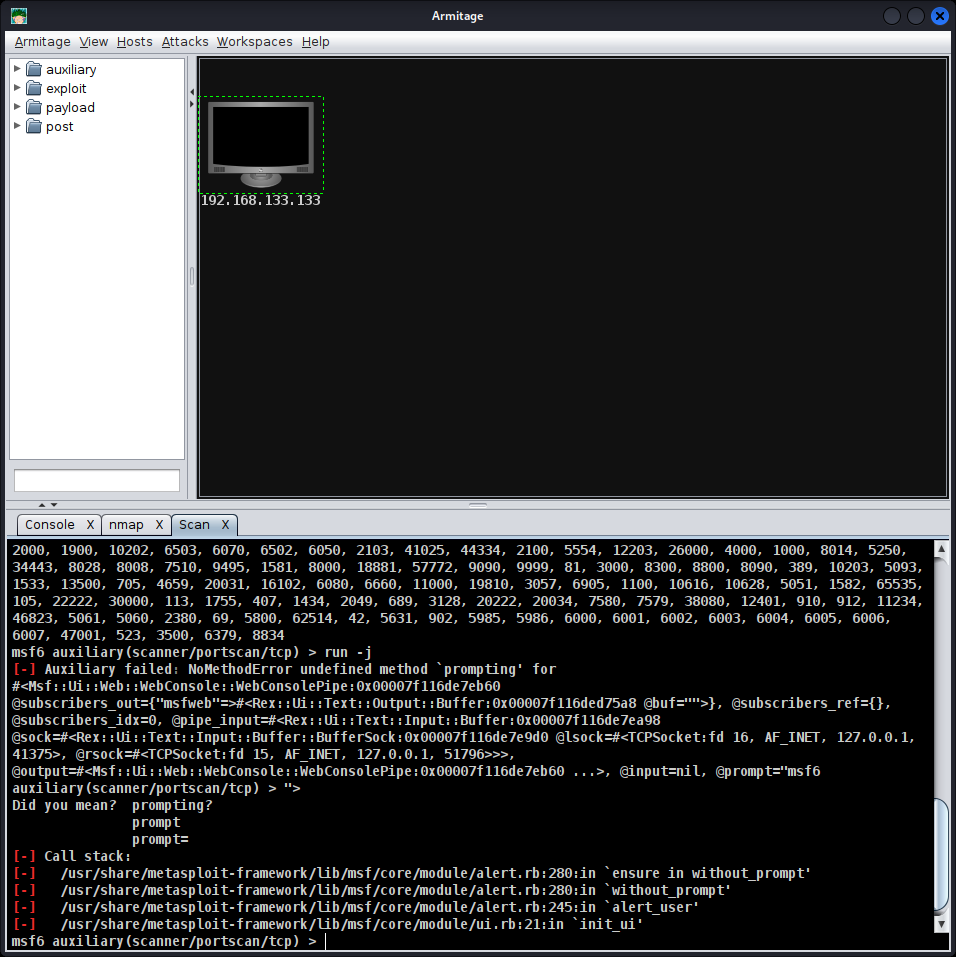 Armitage
Armitage View Hosts Attacks Workspaces Help
auxiliary
exploit
payload
post
192.168.133.133
Console X nmap X Scan X
2000, 1900, 10202, 6503, 6070, 6502, 6050, 2103, 41025, 44334, 2100, 5554, 12203, 26000, 4000, 1000, 8014, 5250,
34443, 8028, 8008, 7510, 9495, 1581, 8000, 18881, 57772, 9090, 9999, 81, 3000, 8300, 8800, 8090, 389, 10203, 5093,
1533, 13500, 705, 4659, 20031, 16102, 6080, 6660, 11000, 19810, 3057, 6905, 1100, 10616, 10628, 5051, 1582, 65535,
105, 22222, 30000, 113, 1755, 407, 1434, 2049, 689, 3128, 20222, 20034, 7580, 7579, 38080, 12401, 910, 912, 11234,
46823, 5061, 5060, 2380, 69, 5800, 62514, 42, 5631, 902, 5985, 5986, 6000, 6001, 6002, 6003, 6004, 6005, 6006,
6007, 47001, 523, 3500, 6379, 8834
msf6 auxiliary(scanner/portscan/tcp) > run -j
[-] Auxiliary failed: NoMethodError undefined method `prompting' for
#<Msf::Ui::Web::WebConsole::WebConsolePipe:0x00007f116de7eb60
@subscribers_out={"msfweb"=>#<Rex::Ui::Text::Output::Buffer:0x00007f116ded75a8 @buf="">}, @subscribers_ref={},
@subscribers_idx=0, @pipe_input=#<Rex::Ui::Text::Input::Buffer:0x00007f116de7ea98
@sock=#<Rex::Ui::Text::Input::Buffer::BufferSock:0x00007f116de7e9d0 @lsock=#<TCPSocket:fd 16, AF_INET, 127.0.0.1,
41375>, @rsock=#<TCPSocket:fd 15, AF_INET, 127.0.0.1, 51796>>>,
@output=#<Msf::Ui::Web::WebConsole::WebConsolePipe:0x00007f116de7eb60 ...>, @input=nil, @prompt="msf6
auxiliary(scanner/portscan/tcp) > ">
Did you mean?  prompting?
prompt
prompt=
[-] Call stack:
[-]   /usr/share/metasploit-framework/lib/msf/core/module/alert.rb:280:in `ensure in without_prompt'
[-]   /usr/share/metasploit-framework/lib/msf/core/module/alert.rb:280:in `without_prompt'
[-]   /usr/share/metasploit-framework/lib/msf/core/module/alert.rb:245:in `alert_user'
[-]   /usr/share/metasploit-framework/lib/msf/core/module/ui.rb:21:in `init_ui'
msf6 auxiliary(scanner/portscan/tcp) >